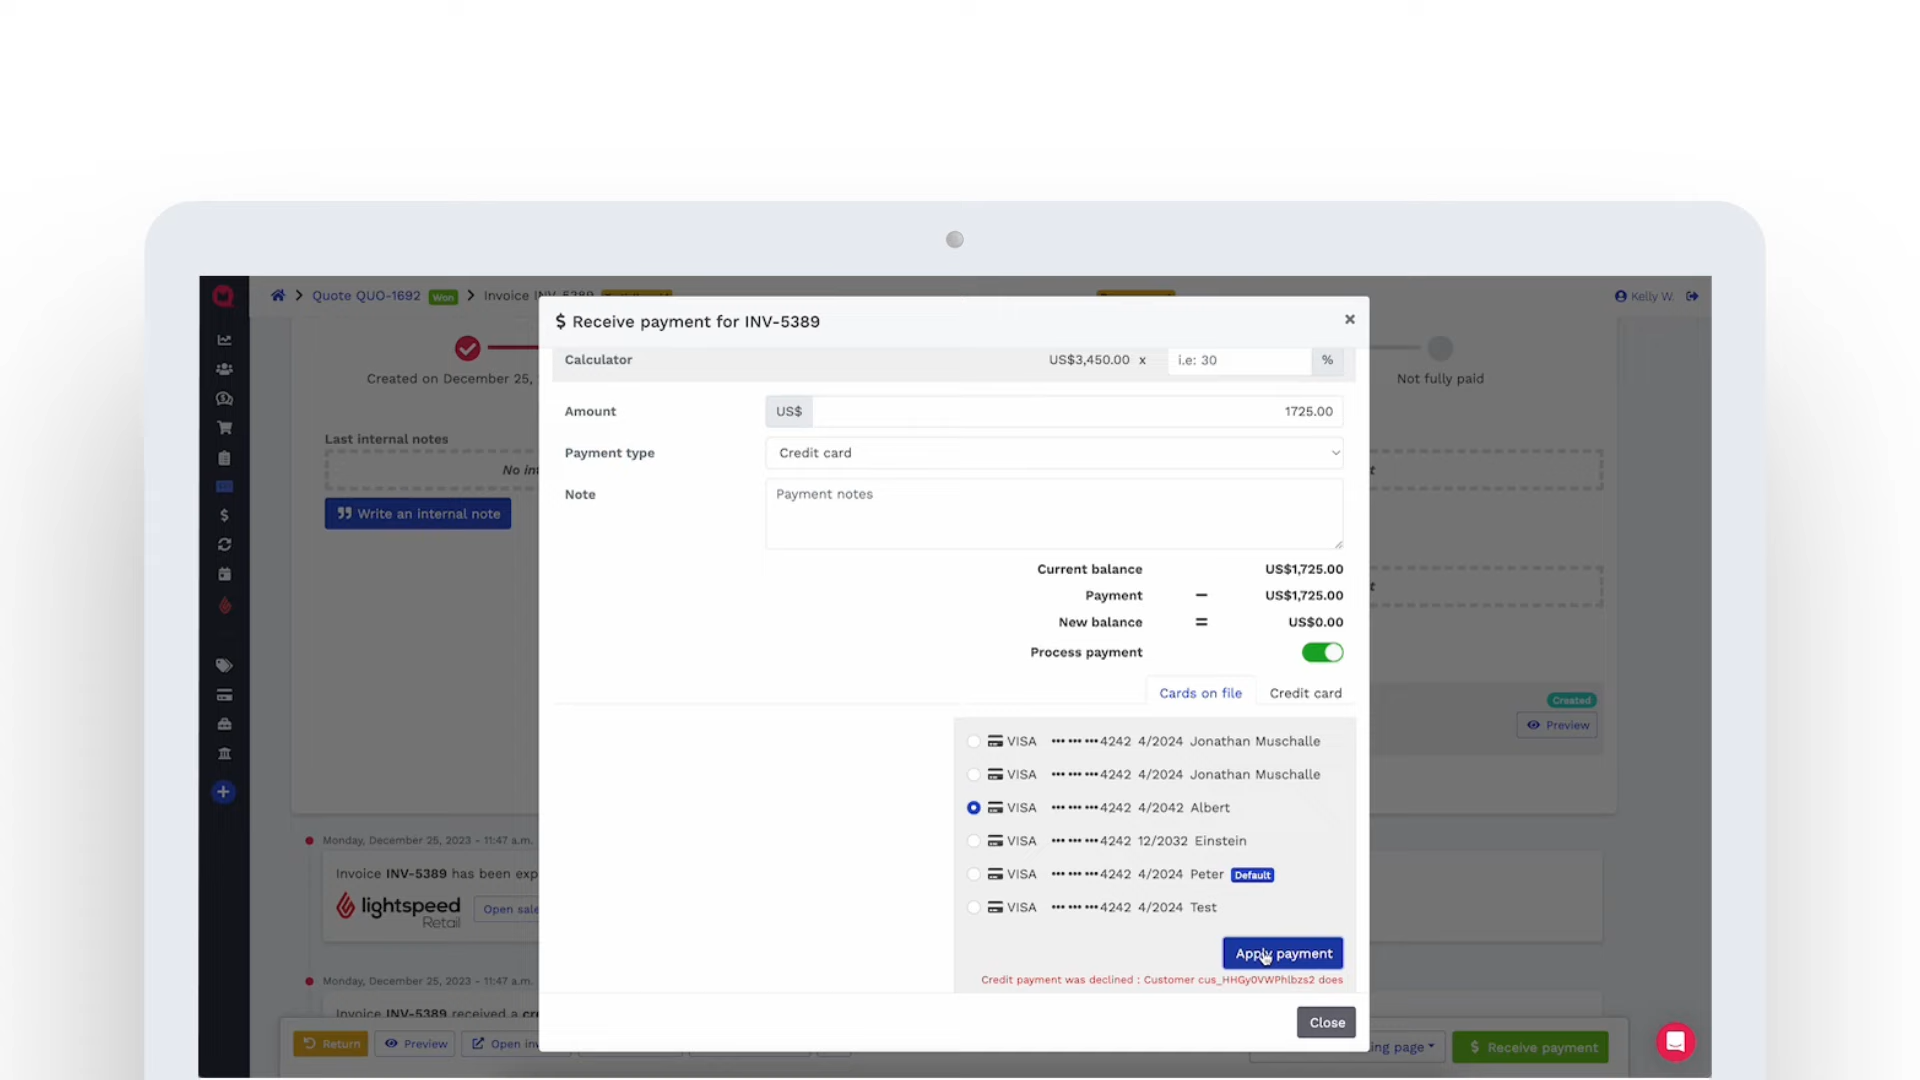 Quote QUO-1692 Won Invoice INV-5389
Kelly W.
$ Receive payment for INV-5389 ×
Calculator US$3,450.00 x i.e: 30 %
Created on December 25,
Not fully paid
Amount US$ 1725.00
Last internal notes
Payment type Credit card
No in
Note Payment notes
Write an internal note
Current balance US$1,725.00
Payment − US$1,725.00
New balance = US$0.00
Process payment
Cards on file Credit card
Created
Preview
VISA ••• ••• •••4242 4/2024 Jonathan Muschalle
VISA ••• ••• •••4242 4/2024 Jonathan Muschalle
VISA ••• ••• •••4242 4/2042 Albert
VISA ••• ••• •••4242 12/2032 Einstein
VISA ••• ••• •••4242 4/2024 Peter Default
VISA ••• ••• •••4242 4/2024 Test
Monday, December 25, 2023 - 11:47 a.m.
Invoice INV-5389 has been exp
lightspeed
Retail
Open sale
Apply payment
Credit payment was declined : Customer cus_HHGy0VWPhlbzs2 does
Monday, December 25, 2023 - 11:47 a.m.
Invoice INV-5389 received a cre
Close
Return Preview Open inv
ing page
$ Receive payment